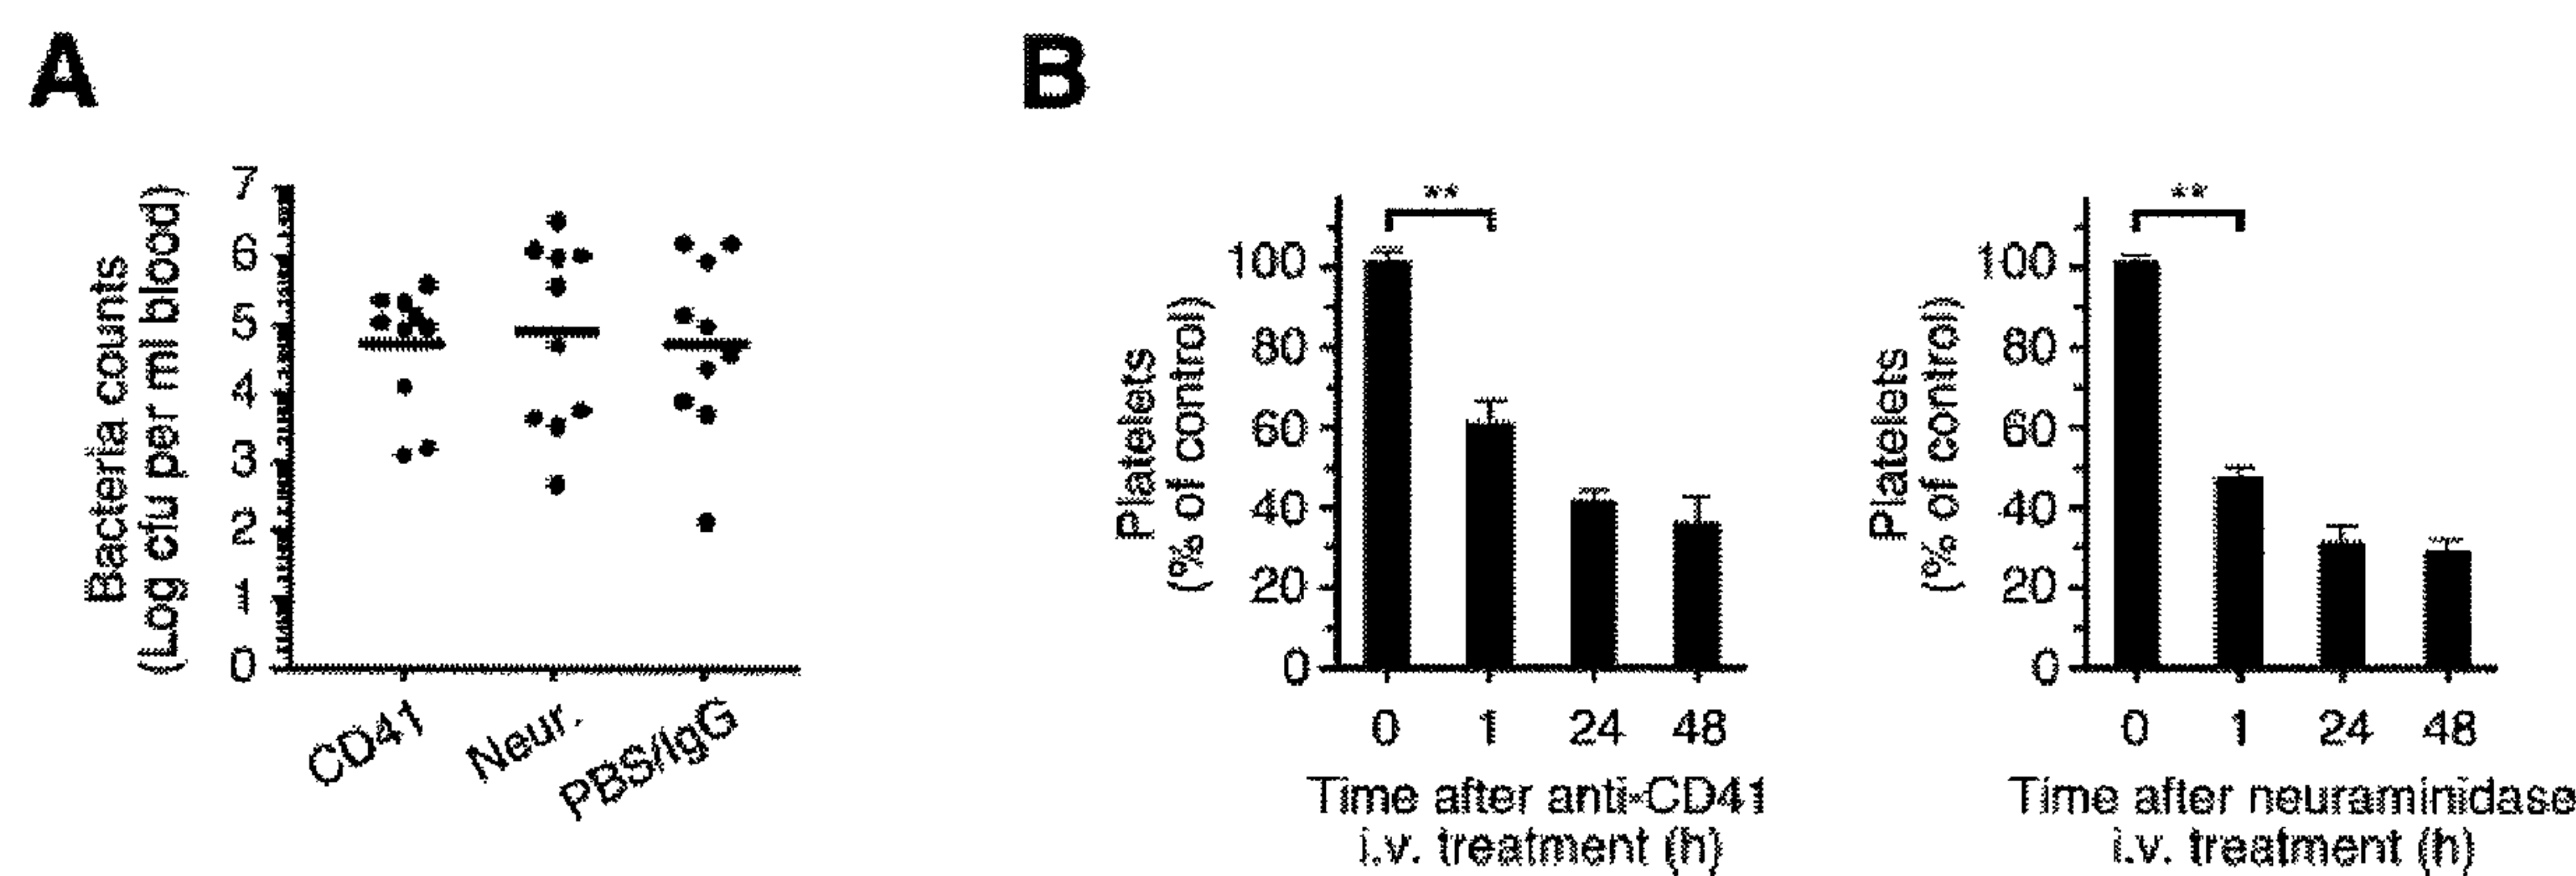 A
B
Bacteria counts
(Log cfu per ml blood)
7
6
5
4
3
2
1
0
CD41
Neur.
PBS/IgG
Platelets
(% of control)
100
80
60
40
20
0
**
0 1 24 48
Time after anti-CD41
i.v. treatment (h)
Platelets
(% of control)
100
80
60
40
20
0
**
0 1 24 48
Time after neuraminidase
i.v. treatment (h)